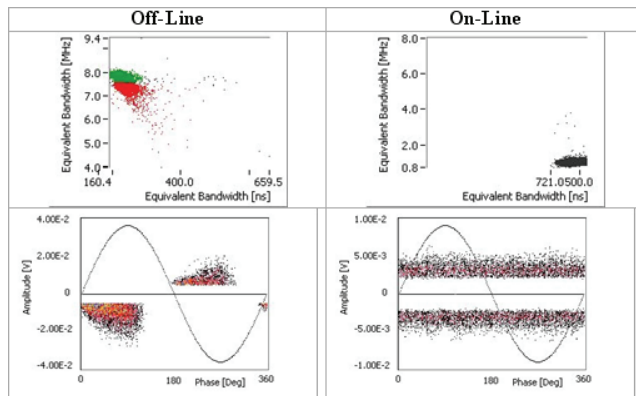 Off-Line
On-Line
Equivalent Bandwidth [MHz]
9.4
8.0
7.0
6.0
5.0
4.0
160.4
400.0
659.5
Equivalent Bandwidth [ns]
Equivalent Bandwidth [MHz]
8.0
6.0
4.0
2.0
0.8
721.0500.0
Equivalent Bandwidth [ns]
Amplitude [V]
4.00E-2
2.00E-2
0
-2.00E-2
-4.00E-2
0
180
360
Phase [Deg]
Amplitude [V]
1.00E-2
5.00E-3
0
-5.00E-3
-1.00E-2
0
180
360
Phase [Deg]